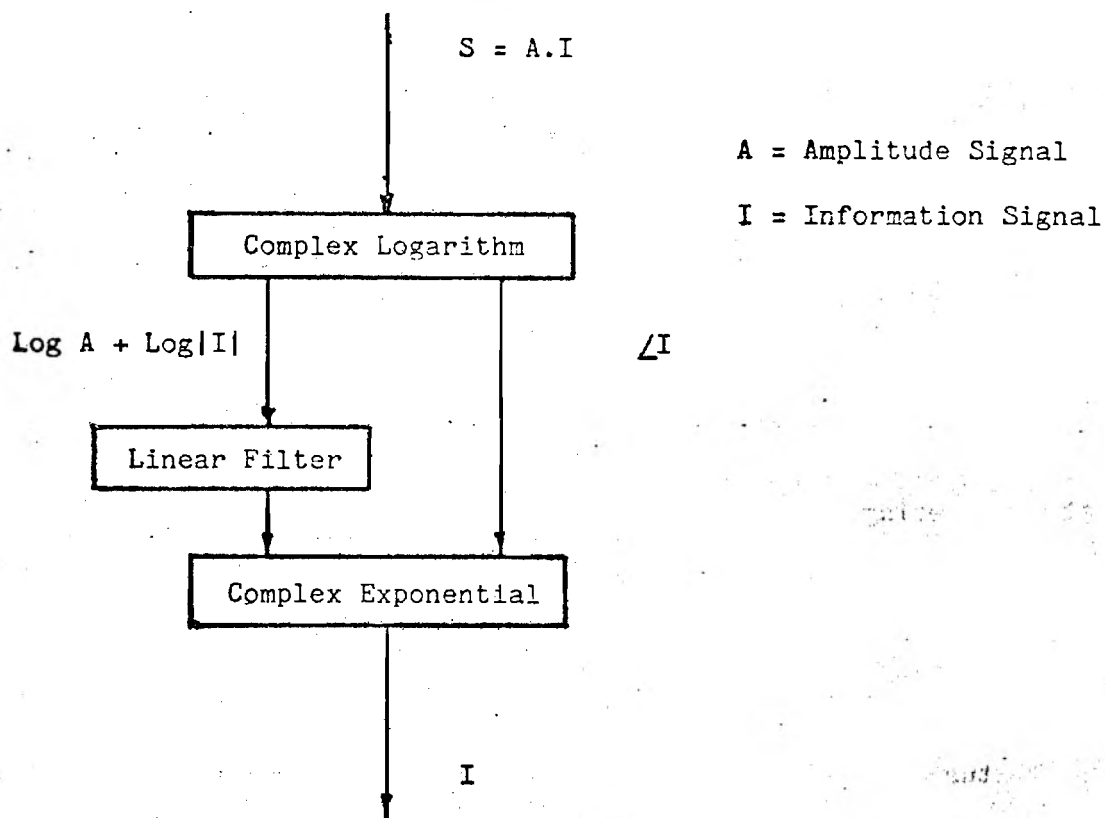 S = A.I
A = Amplitude Signal
I = Information Signal
Complex Logarithm
Log A + Log|I|
∠I
Linear Filter
Complex Exponential
I